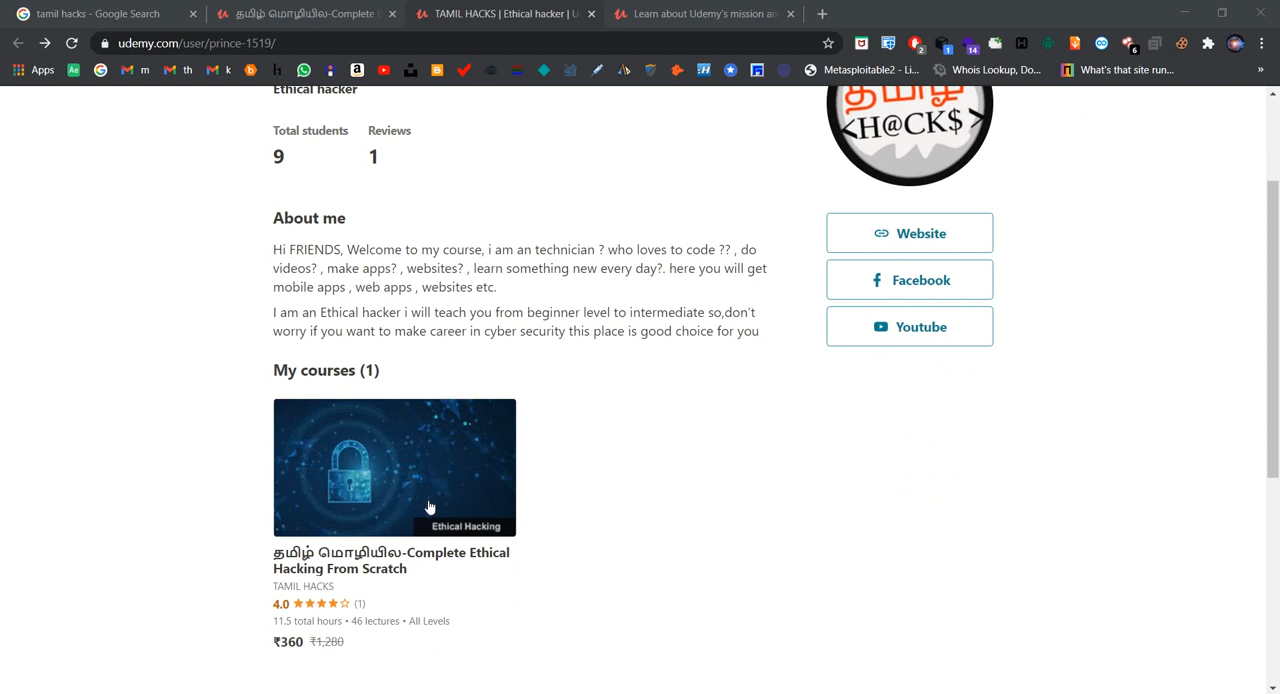 tamil hacks - Google Search
தமிழ் மொழியில-Complete
TAMIL HACKS | Ethical hacker | U
Learn about Udemy's mission an
udemy.com/user/prince-1519/
2
1
14
6
Apps
m
th
k
Metasploitable2 - Li...
Whois Lookup, Do...
What's that site run...
»
Ethical hacker
தமிழ்
<H@CK$>
Total students
Reviews
9
1
About me
Hi FRIENDS, Welcome to my course, i am an technician ? who loves to code ?? , do
videos? , make apps? , websites? , learn something new every day?. here you will get
mobile apps , web apps , websites etc.
I am an Ethical hacker i will teach you from beginner level to intermediate so,don't
worry if you want to make career in cyber security this place is good choice for you
Website
Facebook
Youtube
My courses (1)
Ethical Hacking
தமிழ் மொழியில-Complete Ethical
Hacking From Scratch
TAMIL HACKS
4.0 (1)
11.5 total hours • 46 lectures • All Levels
₹360 ₹1,280